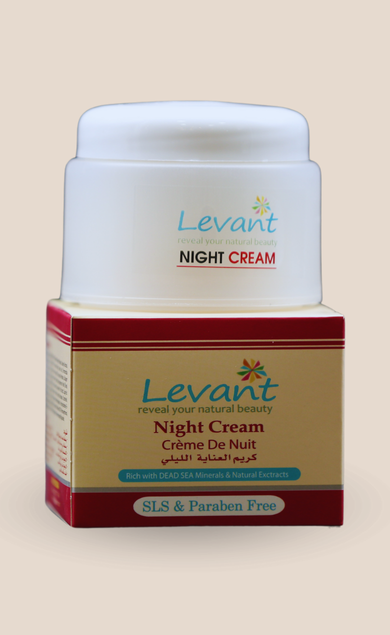 Levant
reveal your natural beauty
NIGHT CREAM
Levant
reveal your natural beauty
Night Cream
Crème De Nuit
كريم العناية الليلي
Rich with DEAD SEA Minerals & Natural Exctracts
SLS & Paraben Free